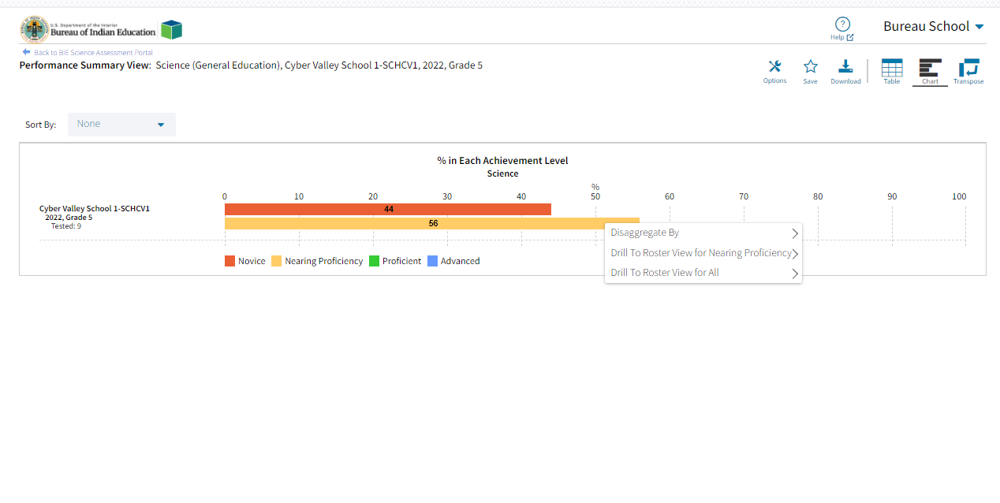 U.S. Department of the Interior
Bureau of Indian Education
?
Help
Bureau School
Back to BIE Science Assessment Portal
Performance Summary View: Science (General Education), Cyber Valley School 1-SCHCV1, 2022, Grade 5
Options Save Download Table Chart Transpose
Sort By: None
% in Each Achievement Level
Science
%
0 10 20 30 40 50 60 70 80 90 100
Cyber Valley School 1-SCHCV1
2022, Grade 5
Tested: 9
44
56
Disaggregate By
Drill To Roster View for Nearing Proficiency
Drill To Roster View for All
Novice Nearing Proficiency Proficient Advanced